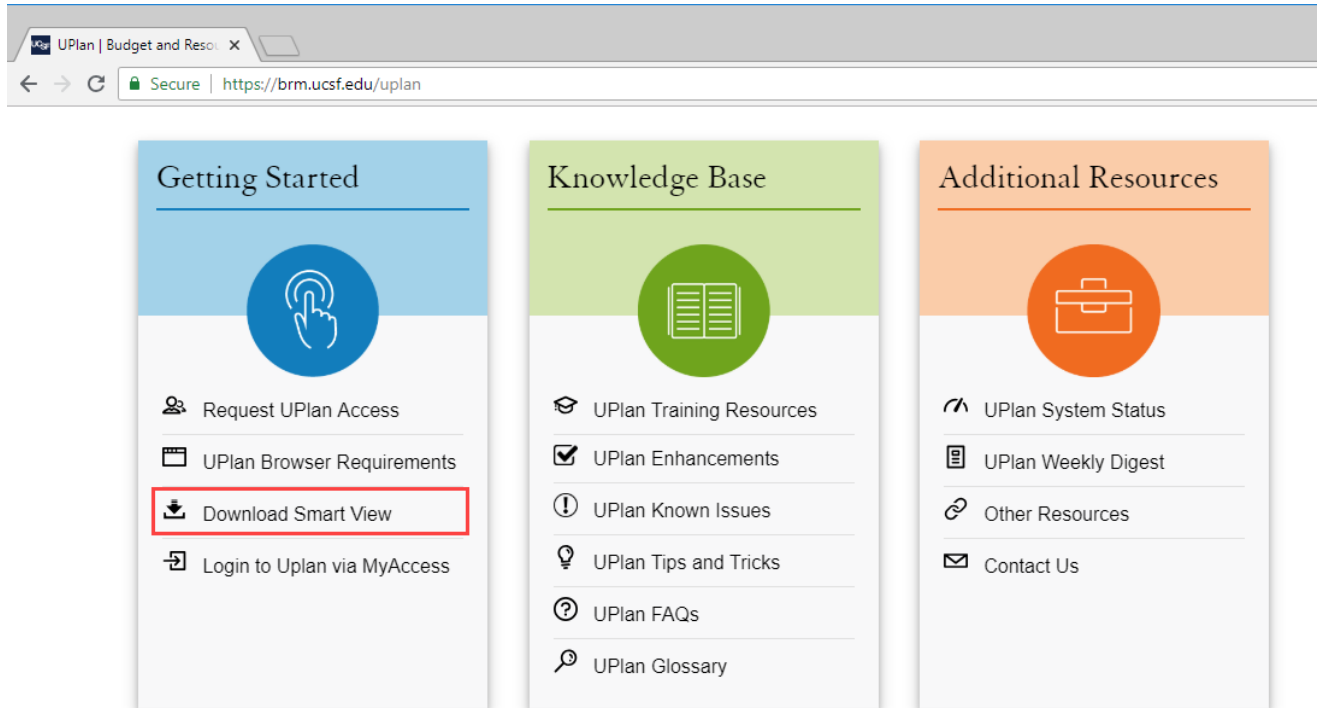 UCSF UPlan | Budget and Resou
Secure | https://brm.ucsf.edu/uplan
Getting Started
Request UPlan Access
UPlan Browser Requirements
Download Smart View
Login to Uplan via MyAccess
Knowledge Base
UPlan Training Resources
UPlan Enhancements
UPlan Known Issues
UPlan Tips and Tricks
UPlan FAQs
UPlan Glossary
Additional Resources
UPlan System Status
UPlan Weekly Digest
Other Resources
Contact Us